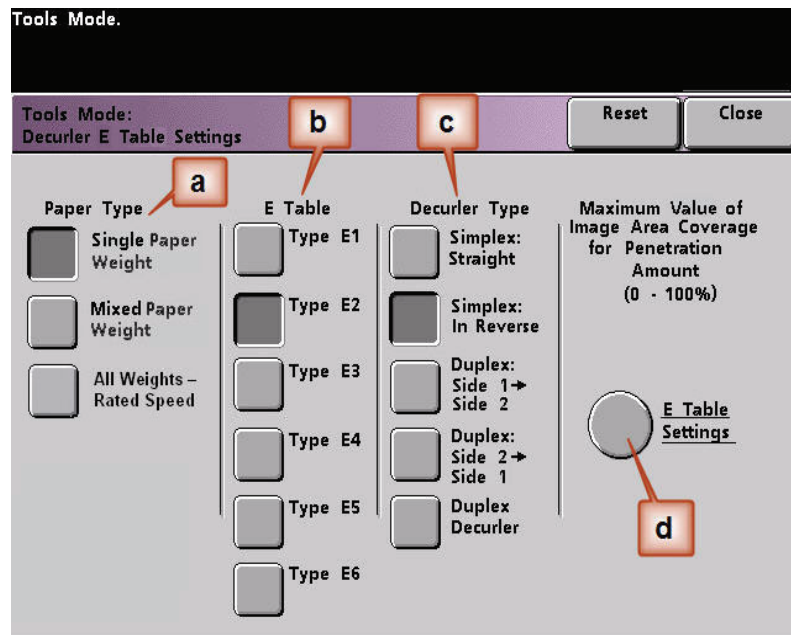 Tools Mode.
Tools Mode:
Decurler E Table Settings
Reset
Close
a
b
c
Paper Type
Single Paper
Weight
Mixed Paper
Weight
All Weights –
Rated Speed
E Table
Type E1
Type E2
Type E3
Type E4
Type E5
Type E6
Decurler Type
Simplex:
Straight
Simplex:
In Reverse
Duplex:
Side 1→
Side 2
Duplex:
Side 2→
Side 1
Duplex
Decurler
Maximum Value of
Image Area Coverage
for Penetration
Amount
(0 - 100%)
E Table
Settings
d